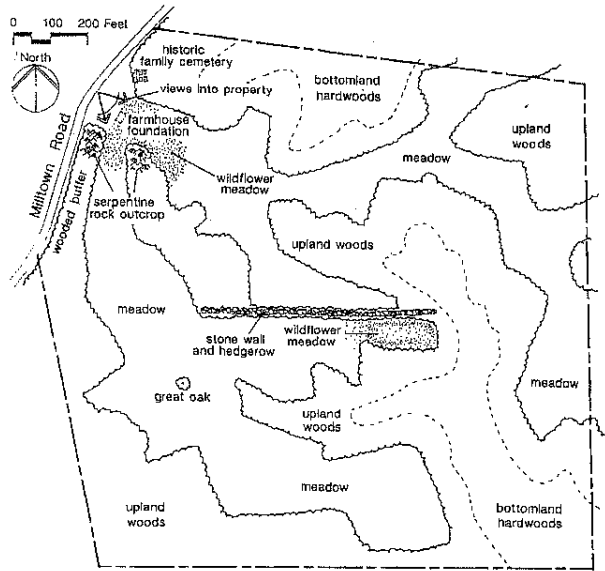 0 100 200 Feet
North
historic
family cemetery
views into property
bottomland
hardwoods
upland
woods
farmhouse
foundation
meadow
wildflower
meadow
Milltown Road
wooded buffer
serpentine
rock outcrop
upland woods
meadow
stone wall
and hedgerow
wildflower
meadow
meadow
great oak
upland
woods
meadow
upland
woods
bottomland
hardwoods